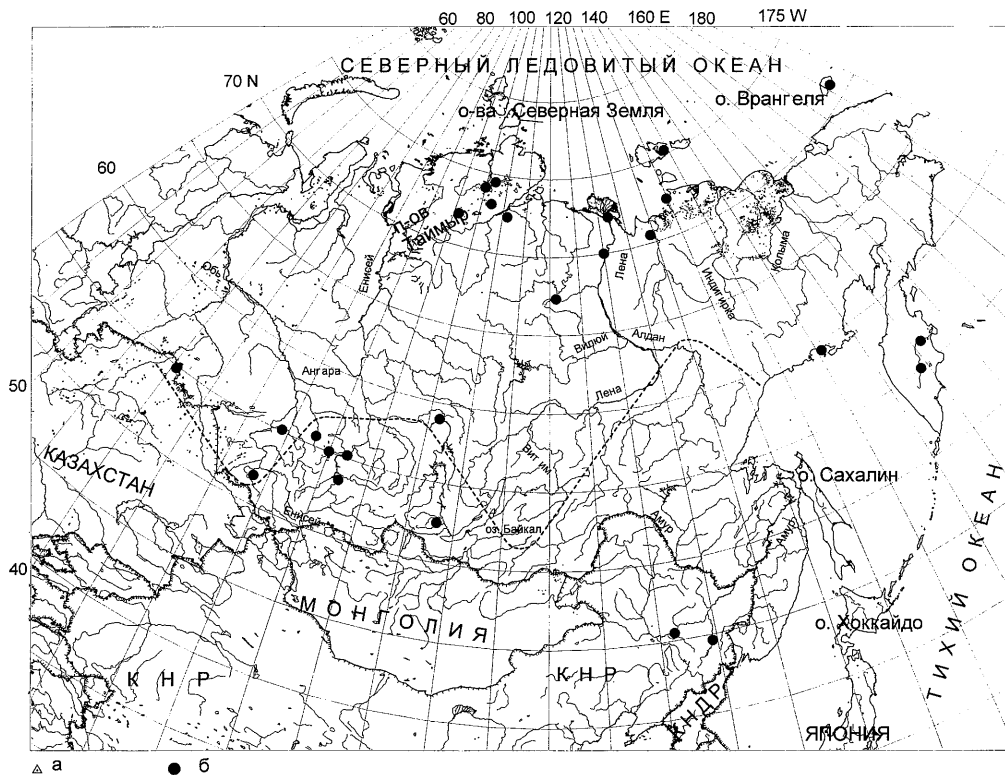 60 80 100 120 140 160 E 180 175 W
СЕВЕРНЫЙ ЛЕДОВИТЫЙ ОКЕАН
70 N
о. Врангеля
о-ва Северная Земля
60
П-ов
Таймыр
Обь
Енисей
Лена
Индигирка
Колыма
Вилюй
Алдан
Ангара
Лена
50
Витим
КАЗАХСТАН
о. Сахалин
Енисей
оз. Байкал
Амур
Амур
40
МОНГОЛИЯ
о. Хоккайдо
КНР
КНР
КНДР
ТИХИЙ ОКЕАН
ЯПОНИЯ
а б